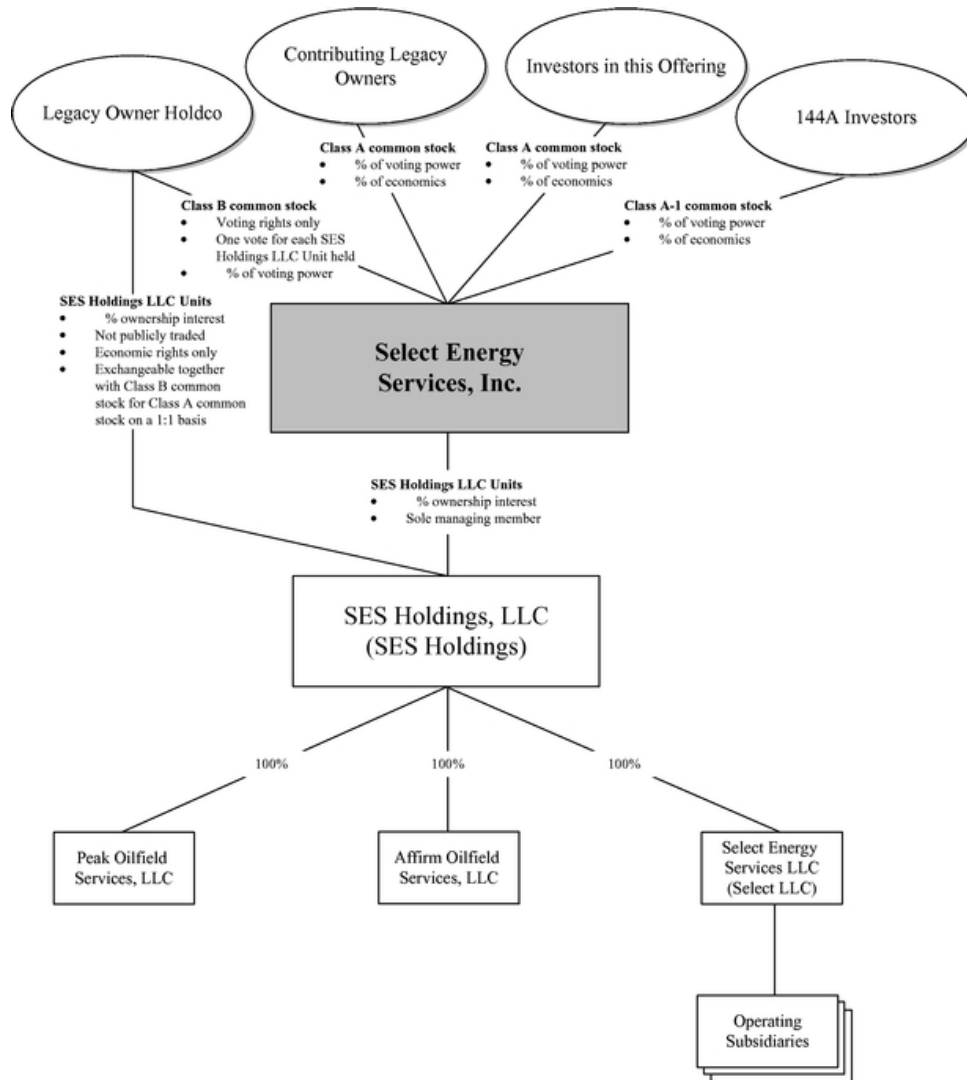 Legacy Owner Holdco
Contributing Legacy
Owners
Investors in this Offering
144A Investors
Class A common stock
• % of voting power
• % of economics
Class A common stock
• % of voting power
• % of economics
Class A-1 common stock
• % of voting power
• % of economics
Class B common stock
• Voting rights only
• One vote for each SES
Holdings LLC Unit held
• % of voting power
SES Holdings LLC Units
• % ownership interest
• Not publicly traded
• Economic rights only
• Exchangeable together
with Class B common
stock for Class A common
stock on a 1:1 basis
Select Energy
Services, Inc.
SES Holdings LLC Units
• % ownership interest
• Sole managing member
SES Holdings, LLC
(SES Holdings)
100%
100%
100%
Peak Oilfield
Services, LLC
Affirm Oilfield
Services, LLC
Select Energy
Services LLC
(Select LLC)
Operating
Subsidiaries